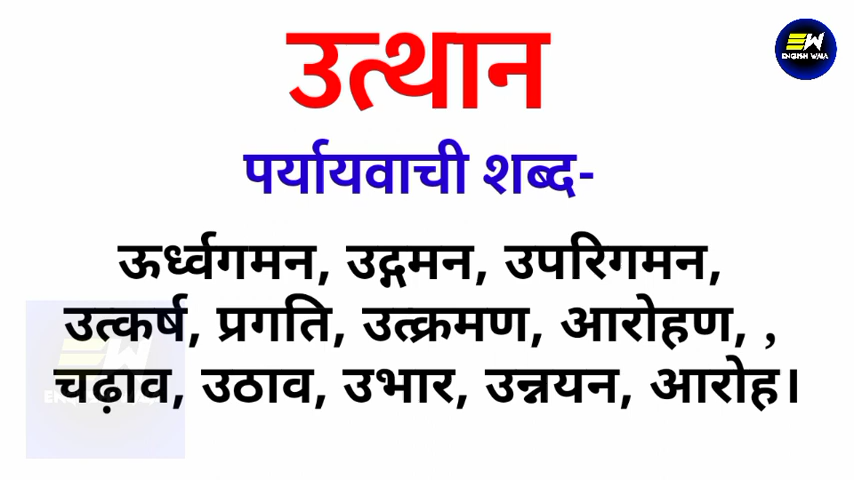 उत्थान
EW
ENGLISH WALA
पर्यायवाची शब्द-
ऊर्ध्वगमन, उद्गमन, उपरिगमन,
उत्कर्ष, प्रगति, उत्क्रमण, आरोहण, ,
चढ़ाव, उठाव, उभार, उन्नयन, आरोह।